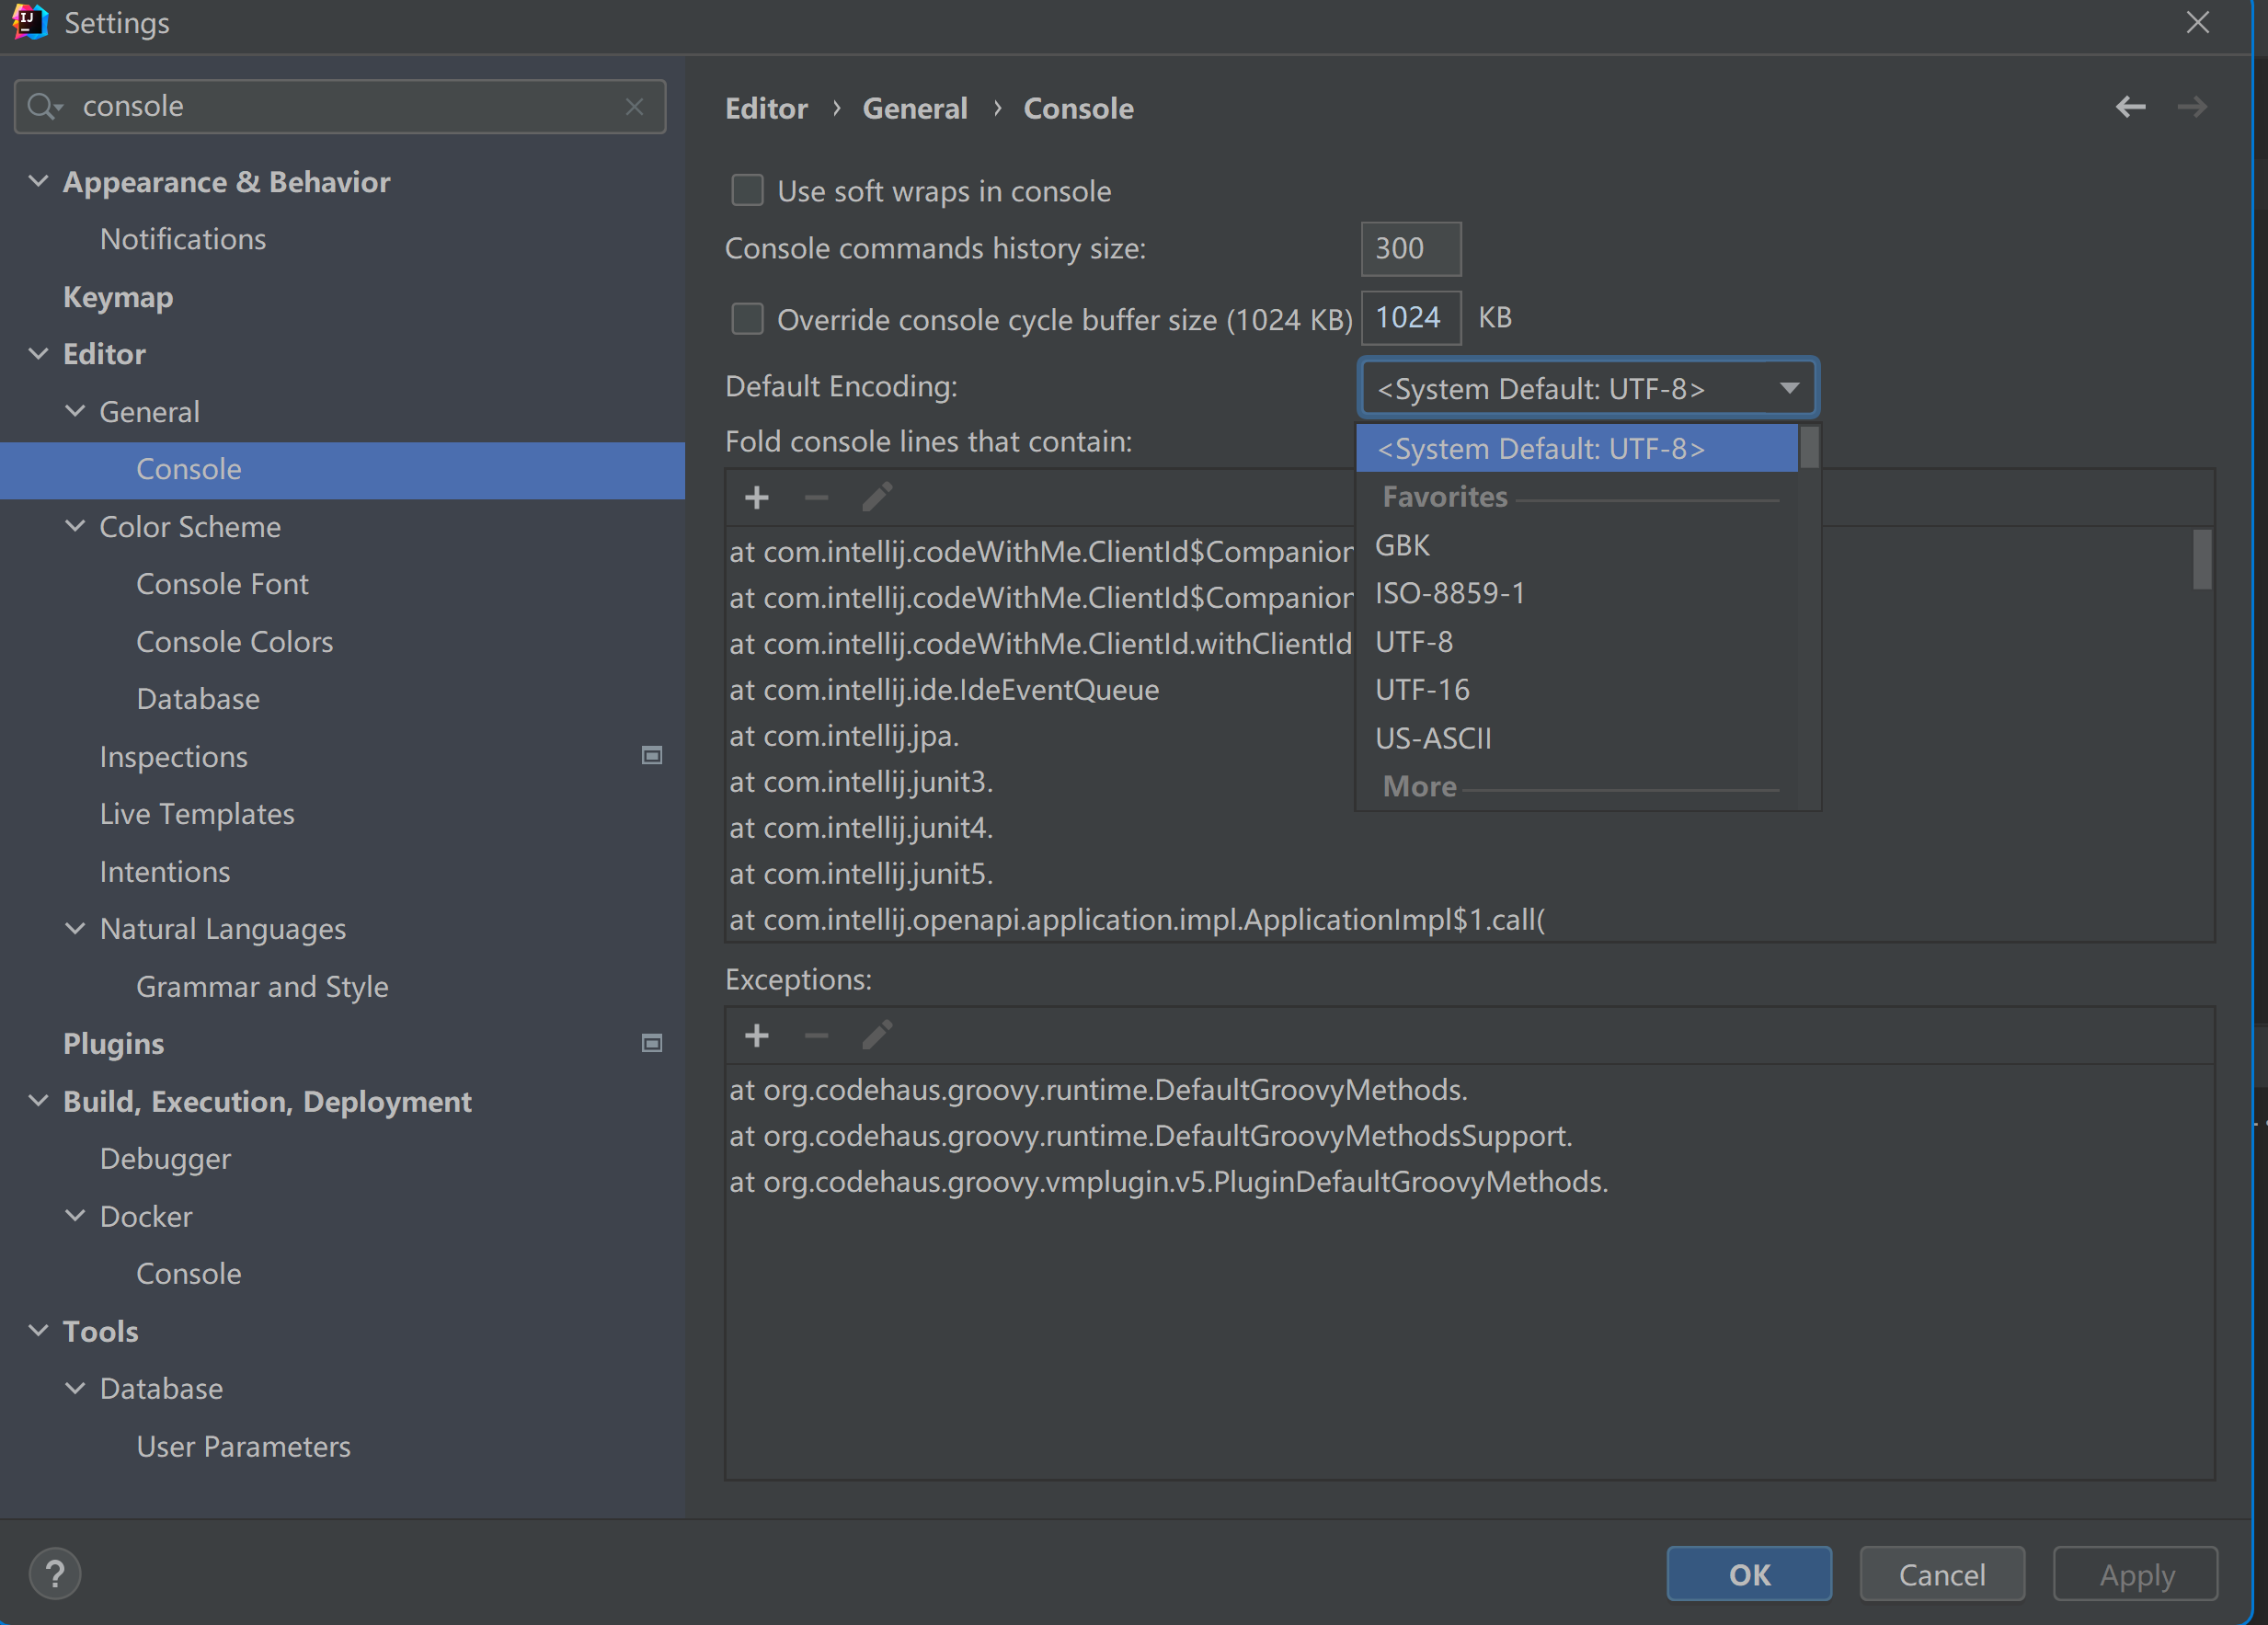 Settings
console
Appearance & Behavior
Notifications
Keymap
Editor
General
Console
Color Scheme
Console Font
Console Colors
Database
Inspections
Live Templates
Intentions
Natural Languages
Grammar and Style
Plugins
Build, Execution, Deployment
Debugger
Docker
Console
Tools
Database
User Parameters
Editor › General › Console
Use soft wraps in console
Console commands history size: 300
Override console cycle buffer size (1024 KB) 1024 KB
Default Encoding: <System Default: UTF-8>
<System Default: UTF-8>
Favorites
GBK
ISO-8859-1
UTF-8
UTF-16
US-ASCII
More
Fold console lines that contain:
at com.intellij.codeWithMe.ClientId$Companion
at com.intellij.codeWithMe.ClientId$Companion
at com.intellij.codeWithMe.ClientId.withClientId
at com.intellij.ide.IdeEventQueue
at com.intellij.jpa.
at com.intellij.junit3.
at com.intellij.junit4.
at com.intellij.junit5.
at com.intellij.openapi.application.impl.ApplicationImpl$1.call(
Exceptions:
at org.codehaus.groovy.runtime.DefaultGroovyMethods.
at org.codehaus.groovy.runtime.DefaultGroovyMethodsSupport.
at org.codehaus.groovy.vmplugin.v5.PluginDefaultGroovyMethods.
?
OK
Cancel
Apply